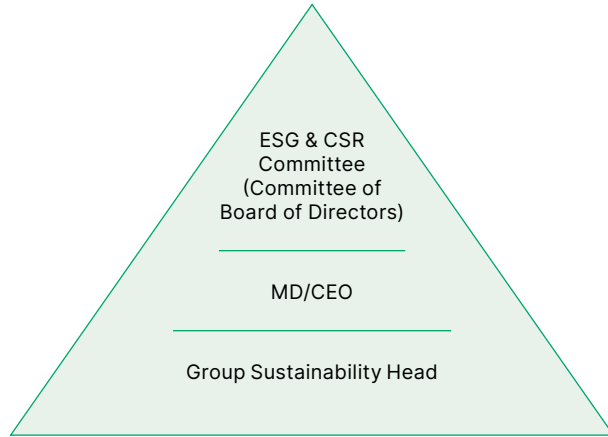 ESG & CSR
Committee
(Committee of
Board of Directors)
MD/CEO
Group Sustainability Head